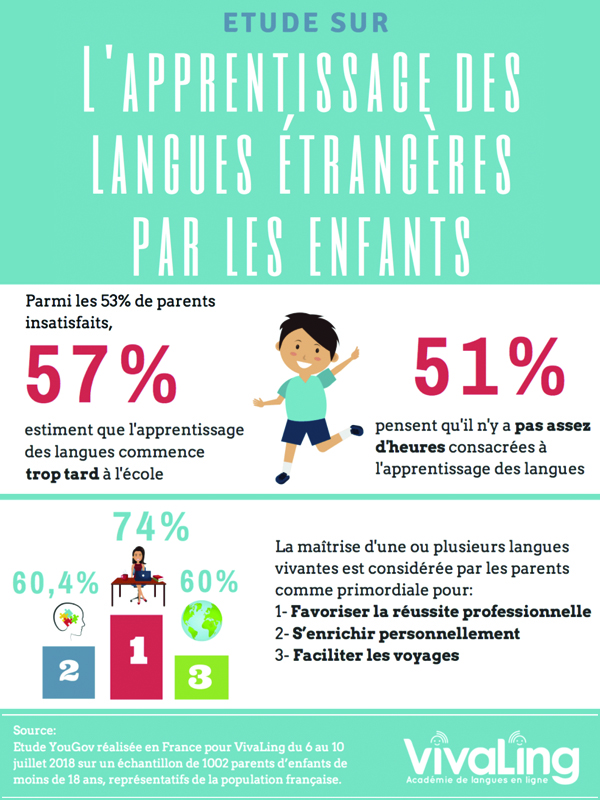 ETUDE SUR
L'APPRENTISSAGE DES
LANGUES ÉTRANGÈRES
PAR LES ENFANTS
Parmi les 53% de parents
insatisfaits,
57%
estiment que l'apprentissage
des langues commence
trop tard à l'école
51%
pensent qu'il n'y a pas assez
d'heures consacrées à
l'apprentissage des langues
74%
60,4%
60%
2
1
3
La maîtrise d'une ou plusieurs langues
vivantes est considérée par les parents
comme primordiale pour:
1- Favoriser la réussite professionnelle
2- S'enrichir personnellement
3- Faciliter les voyages
Source:
Etude YouGov réalisée en France pour VivaLing du 6 au 10
juillet 2018 sur un échantillon de 1002 parents d'enfants de
moins de 18 ans, représentatifs de la population française.
VivaLing
Académie de langues en ligne